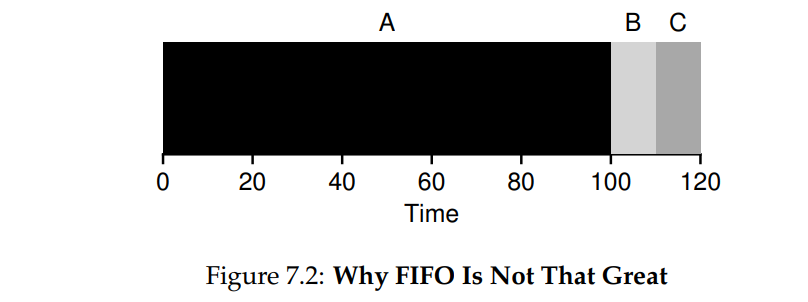 A B C
0 20 40 60 80 100 120
Time
Figure 7.2: Why FIFO Is Not That Great